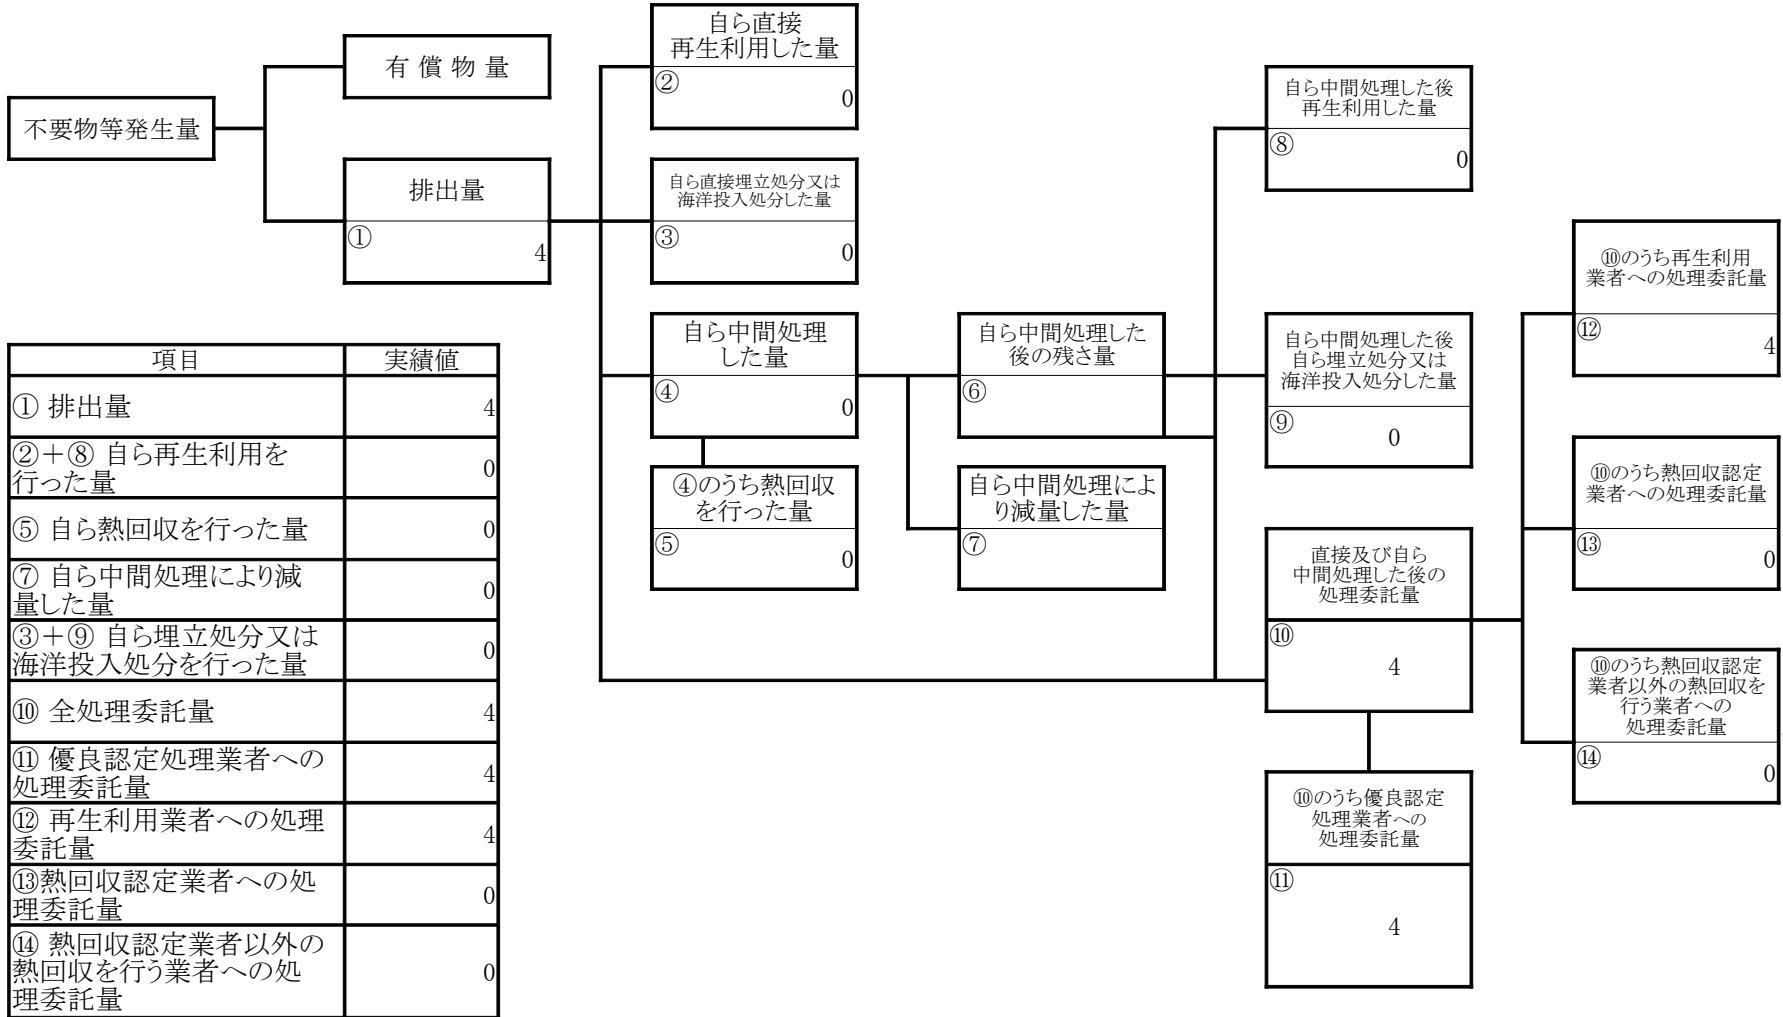 不要物等発生量
有 償 物 量
排出量
①
4
自ら直接
再生利用した量
②
0
自ら直接埋立処分又は
海洋投入処分した量
③
0
自ら中間処理
した量
④
0
④のうち熱回収
を行った量
⑤
0
自ら中間処理した
後の残さ量
⑥
自ら中間処理によ
り減量した量
⑦
自ら中間処理した後
再生利用した量
⑧
0
自ら中間処理した後
自ら埋立処分又は
海洋投入処分した量
⑨
0
直接及び自ら
中間処理した後の
処理委託量
⑩
4
⑩のうち優良認定
処理業者への
処理委託量
⑪
4
⑩のうち再生利用
業者への処理委託量
⑫
4
⑩のうち熱回収認定
業者への処理委託量
⑬
0
⑩のうち熱回収認定
業者以外の熱回収を
行う業者への
処理委託量
⑭
0
項目 実績値
① 排出量 4
②＋⑧ 自ら再生利用を
行った量 0
⑤ 自ら熱回収を行った量 0
⑦ 自ら中間処理により減
量した量 0
③＋⑨ 自ら埋立処分又は
海洋投入処分を行った量 0
⑩ 全処理委託量 4
⑪ 優良認定処理業者への
処理委託量 4
⑫ 再生利用業者への処理
委託量 4
⑬熱回収認定業者への処
理委託量 0
⑭ 熱回収認定業者以外の
熱回収を行う業者への処
理委託量 0